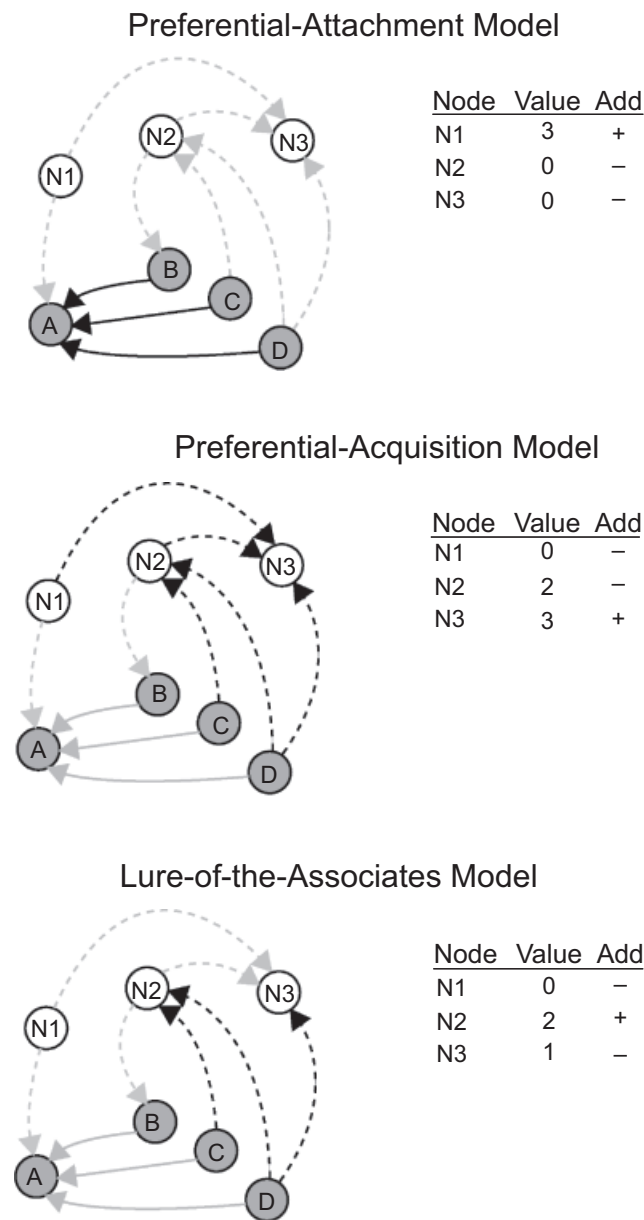 Preferential-Attachment Model
Node Value Add
N1 3 +
N2 0 –
N3 0 –
N2
N3
N1
B
C
A
D
Preferential-Acquisition Model
Node Value Add
N1 0 –
N2 2 –
N3 3 +
N2
N3
N1
B
C
A
D
Lure-of-the-Associates Model
Node Value Add
N1 0 –
N2 2 +
N3 1 –
N2
N3
N1
B
C
A
D